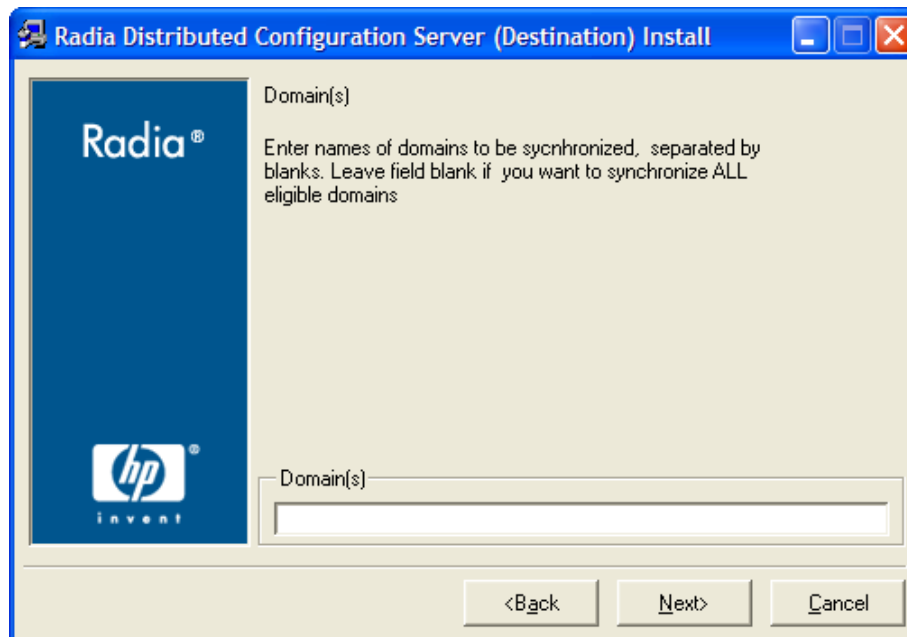 Radia Distributed Configuration Server (Destination) Install
Radia®
Domain(s)
Enter names of domains to be sycnhronized, separated by
blanks. Leave field blank if you want to synchronize ALL
eligible domains
hp®
invent
Domain(s)
<Back
Next>
Cancel